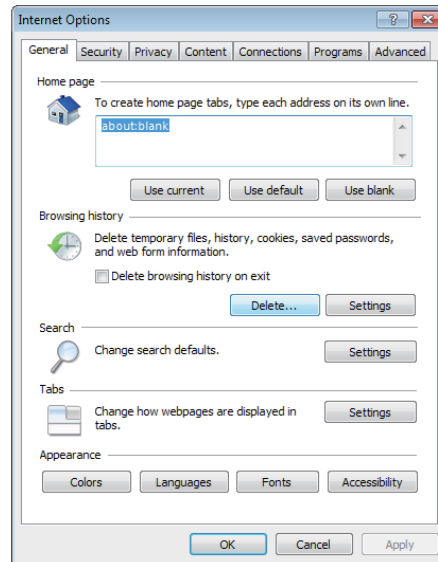 Internet Options
General Security Privacy Content Connections Programs Advanced
Home page
To create home page tabs, type each address on its own line.
about:blank
Use current Use default Use blank
Browsing history
Delete temporary files, history, cookies, saved passwords,
and web form information.
Delete browsing history on exit
Delete... Settings
Search
Change search defaults. Settings
Tabs
Change how webpages are displayed in Settings
tabs.
Appearance
Colors Languages Fonts Accessibility
OK Cancel Apply